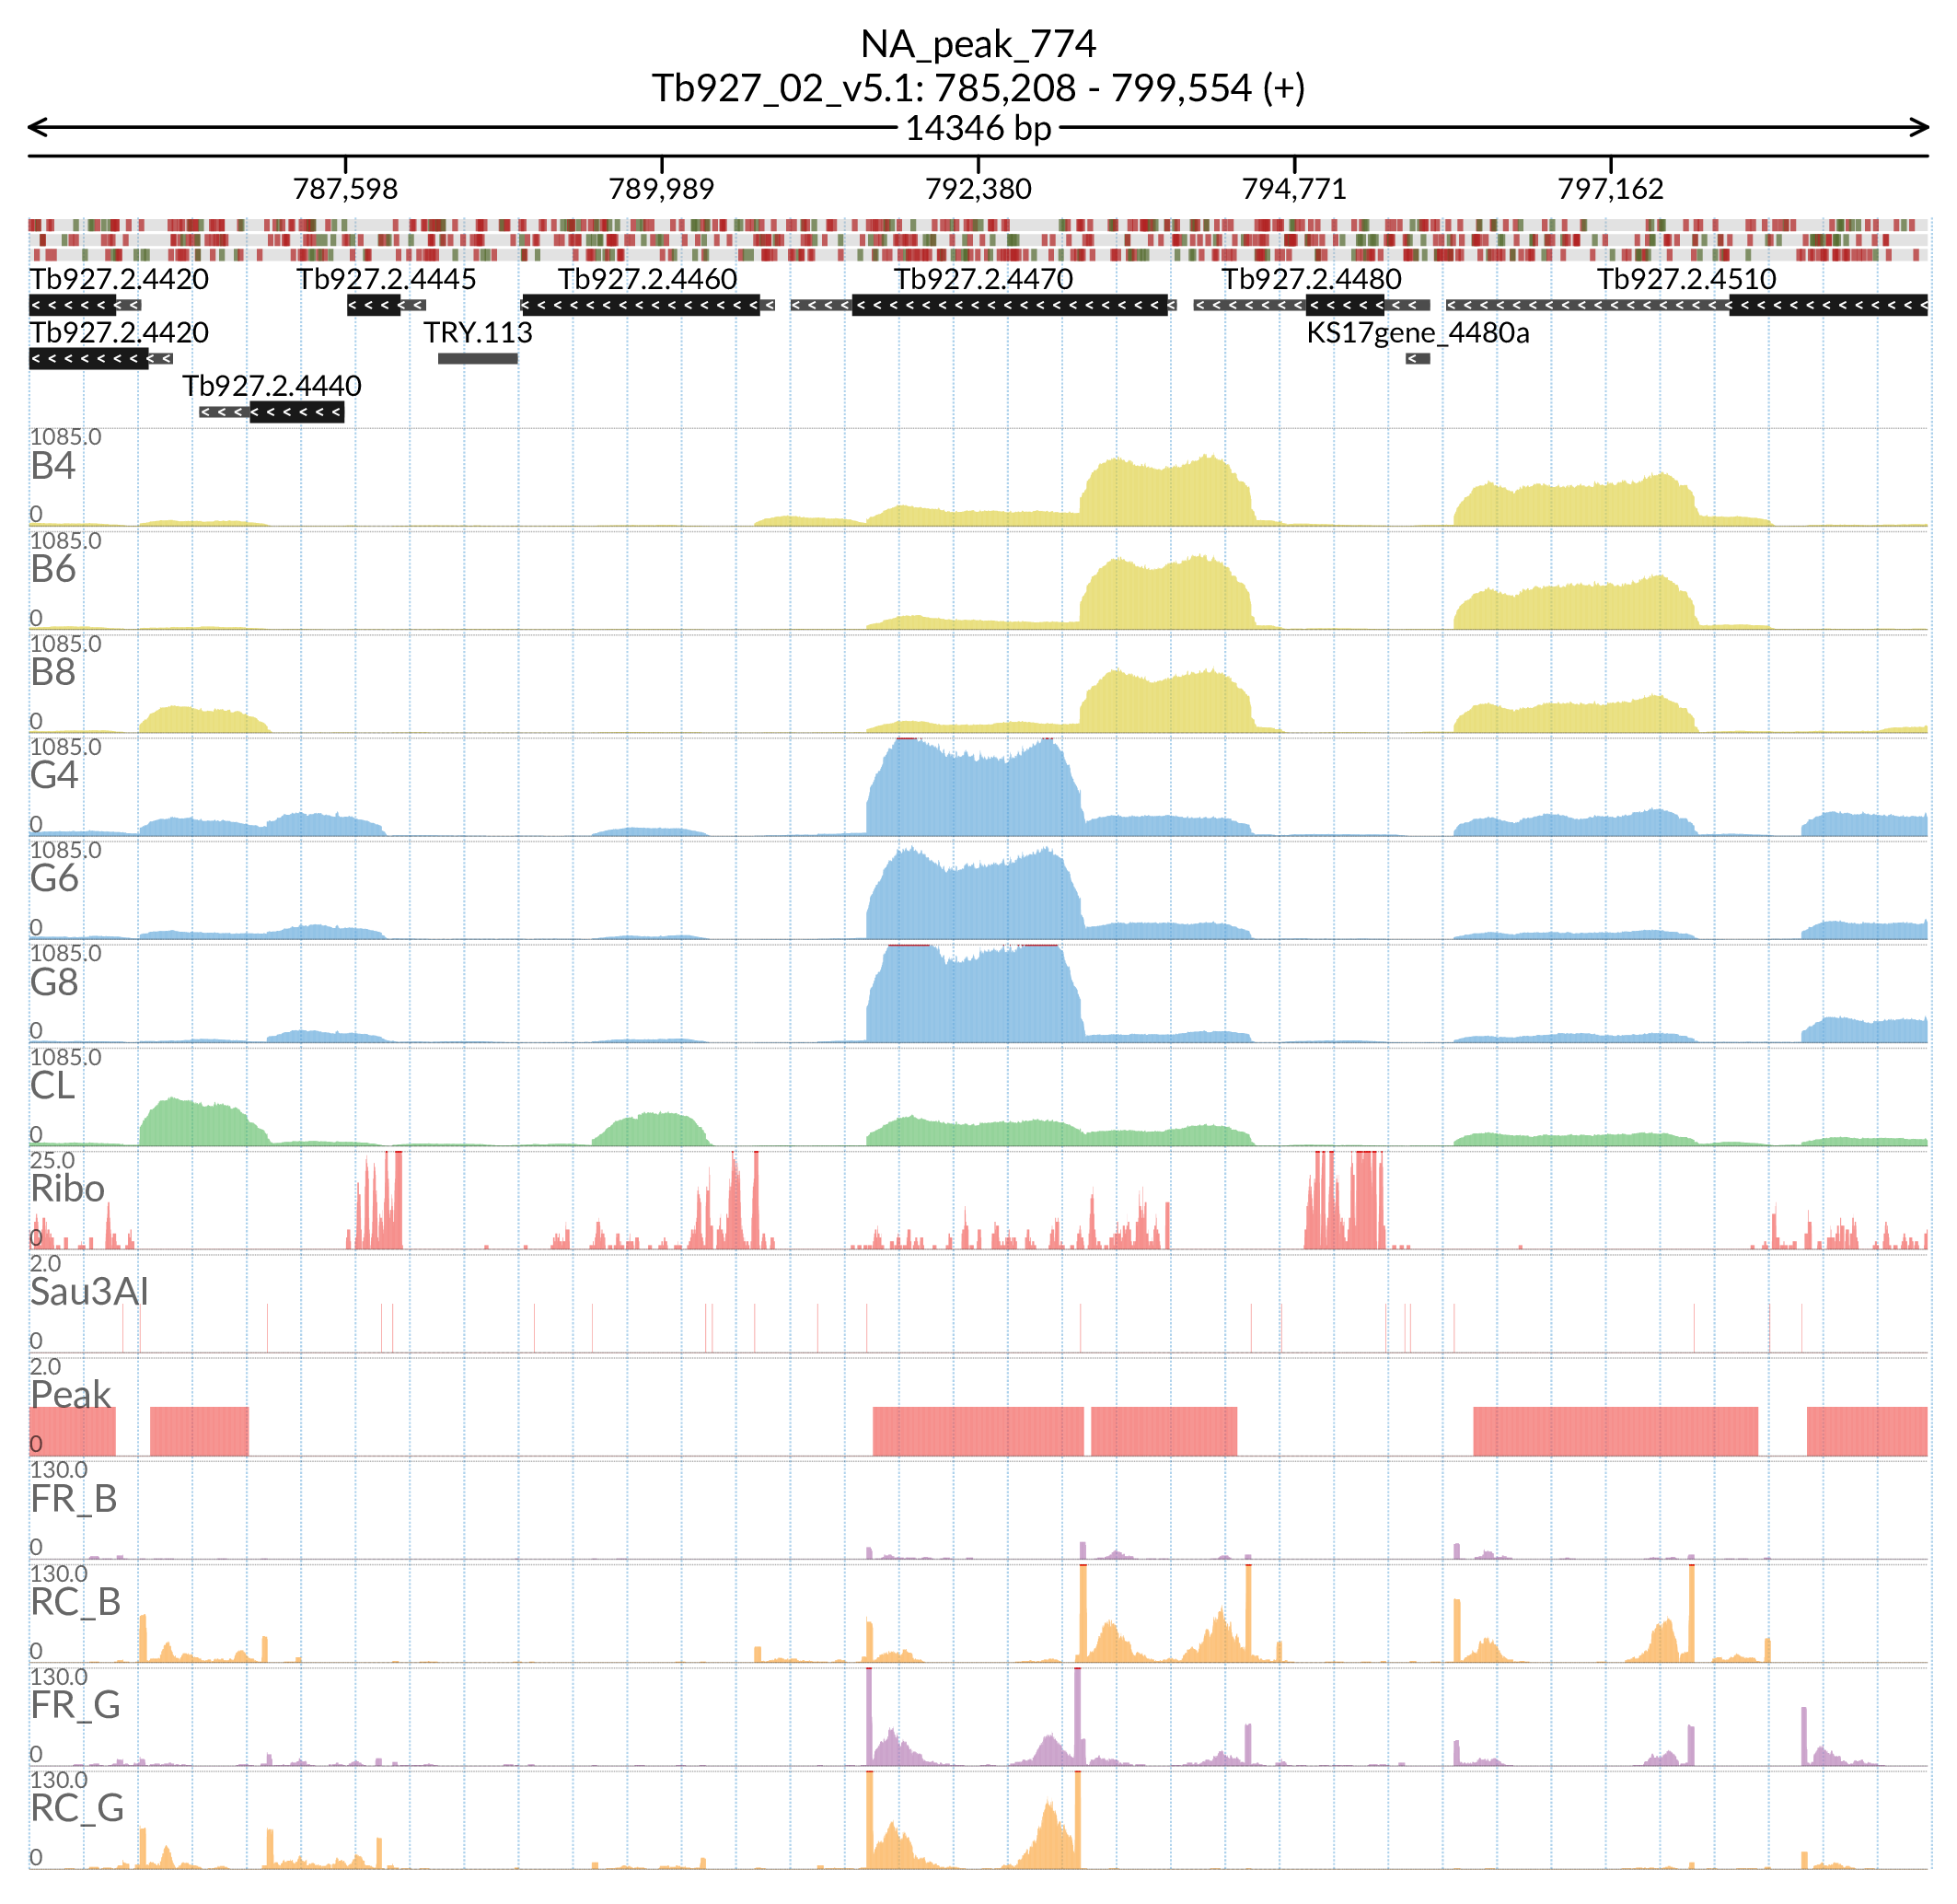 NA_peak_774
Tb927_02_v5.1: 785,208 - 799,554 (+)
14346 bp
787,598 789,989 792,380 794,771 797,162
Tb927.2.4420 Tb927.2.4445 Tb927.2.4460 Tb927.2.4470 Tb927.2.4480 Tb927.2.4510
Tb927.2.4420 TRY.113 KS17gene_4480a
Tb927.2.4440
1085.0
B4
0
1085.0
B6
0
1085.0
B8
0
1085.0
G4
0
1085.0
G6
0
1085.0
G8
0
1085.0
CL
0
25.0
Ribo
0
2.0
Sau3AI
0
2.0
Peak
0
130.0
FR_B
0
130.0
RC_B
0
130.0
FR_G
0
130.0
RC_G
0